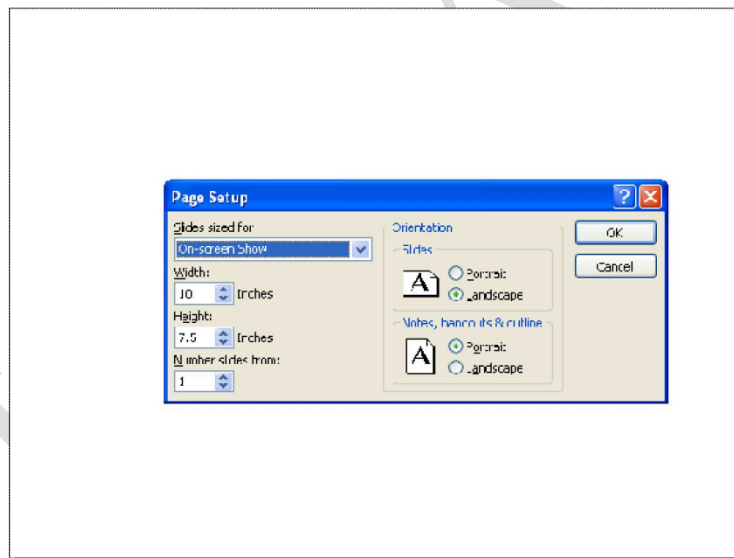 Page Setup
Slides sized for
On-screen Show
Width:
10 Inches
Height:
7.5 Inches
Number slides from:
1
Orientation
Slides
A
Portrait
Landscape
Notes, handouts & outline
A
Portrait
Landscape
OK
Cancel